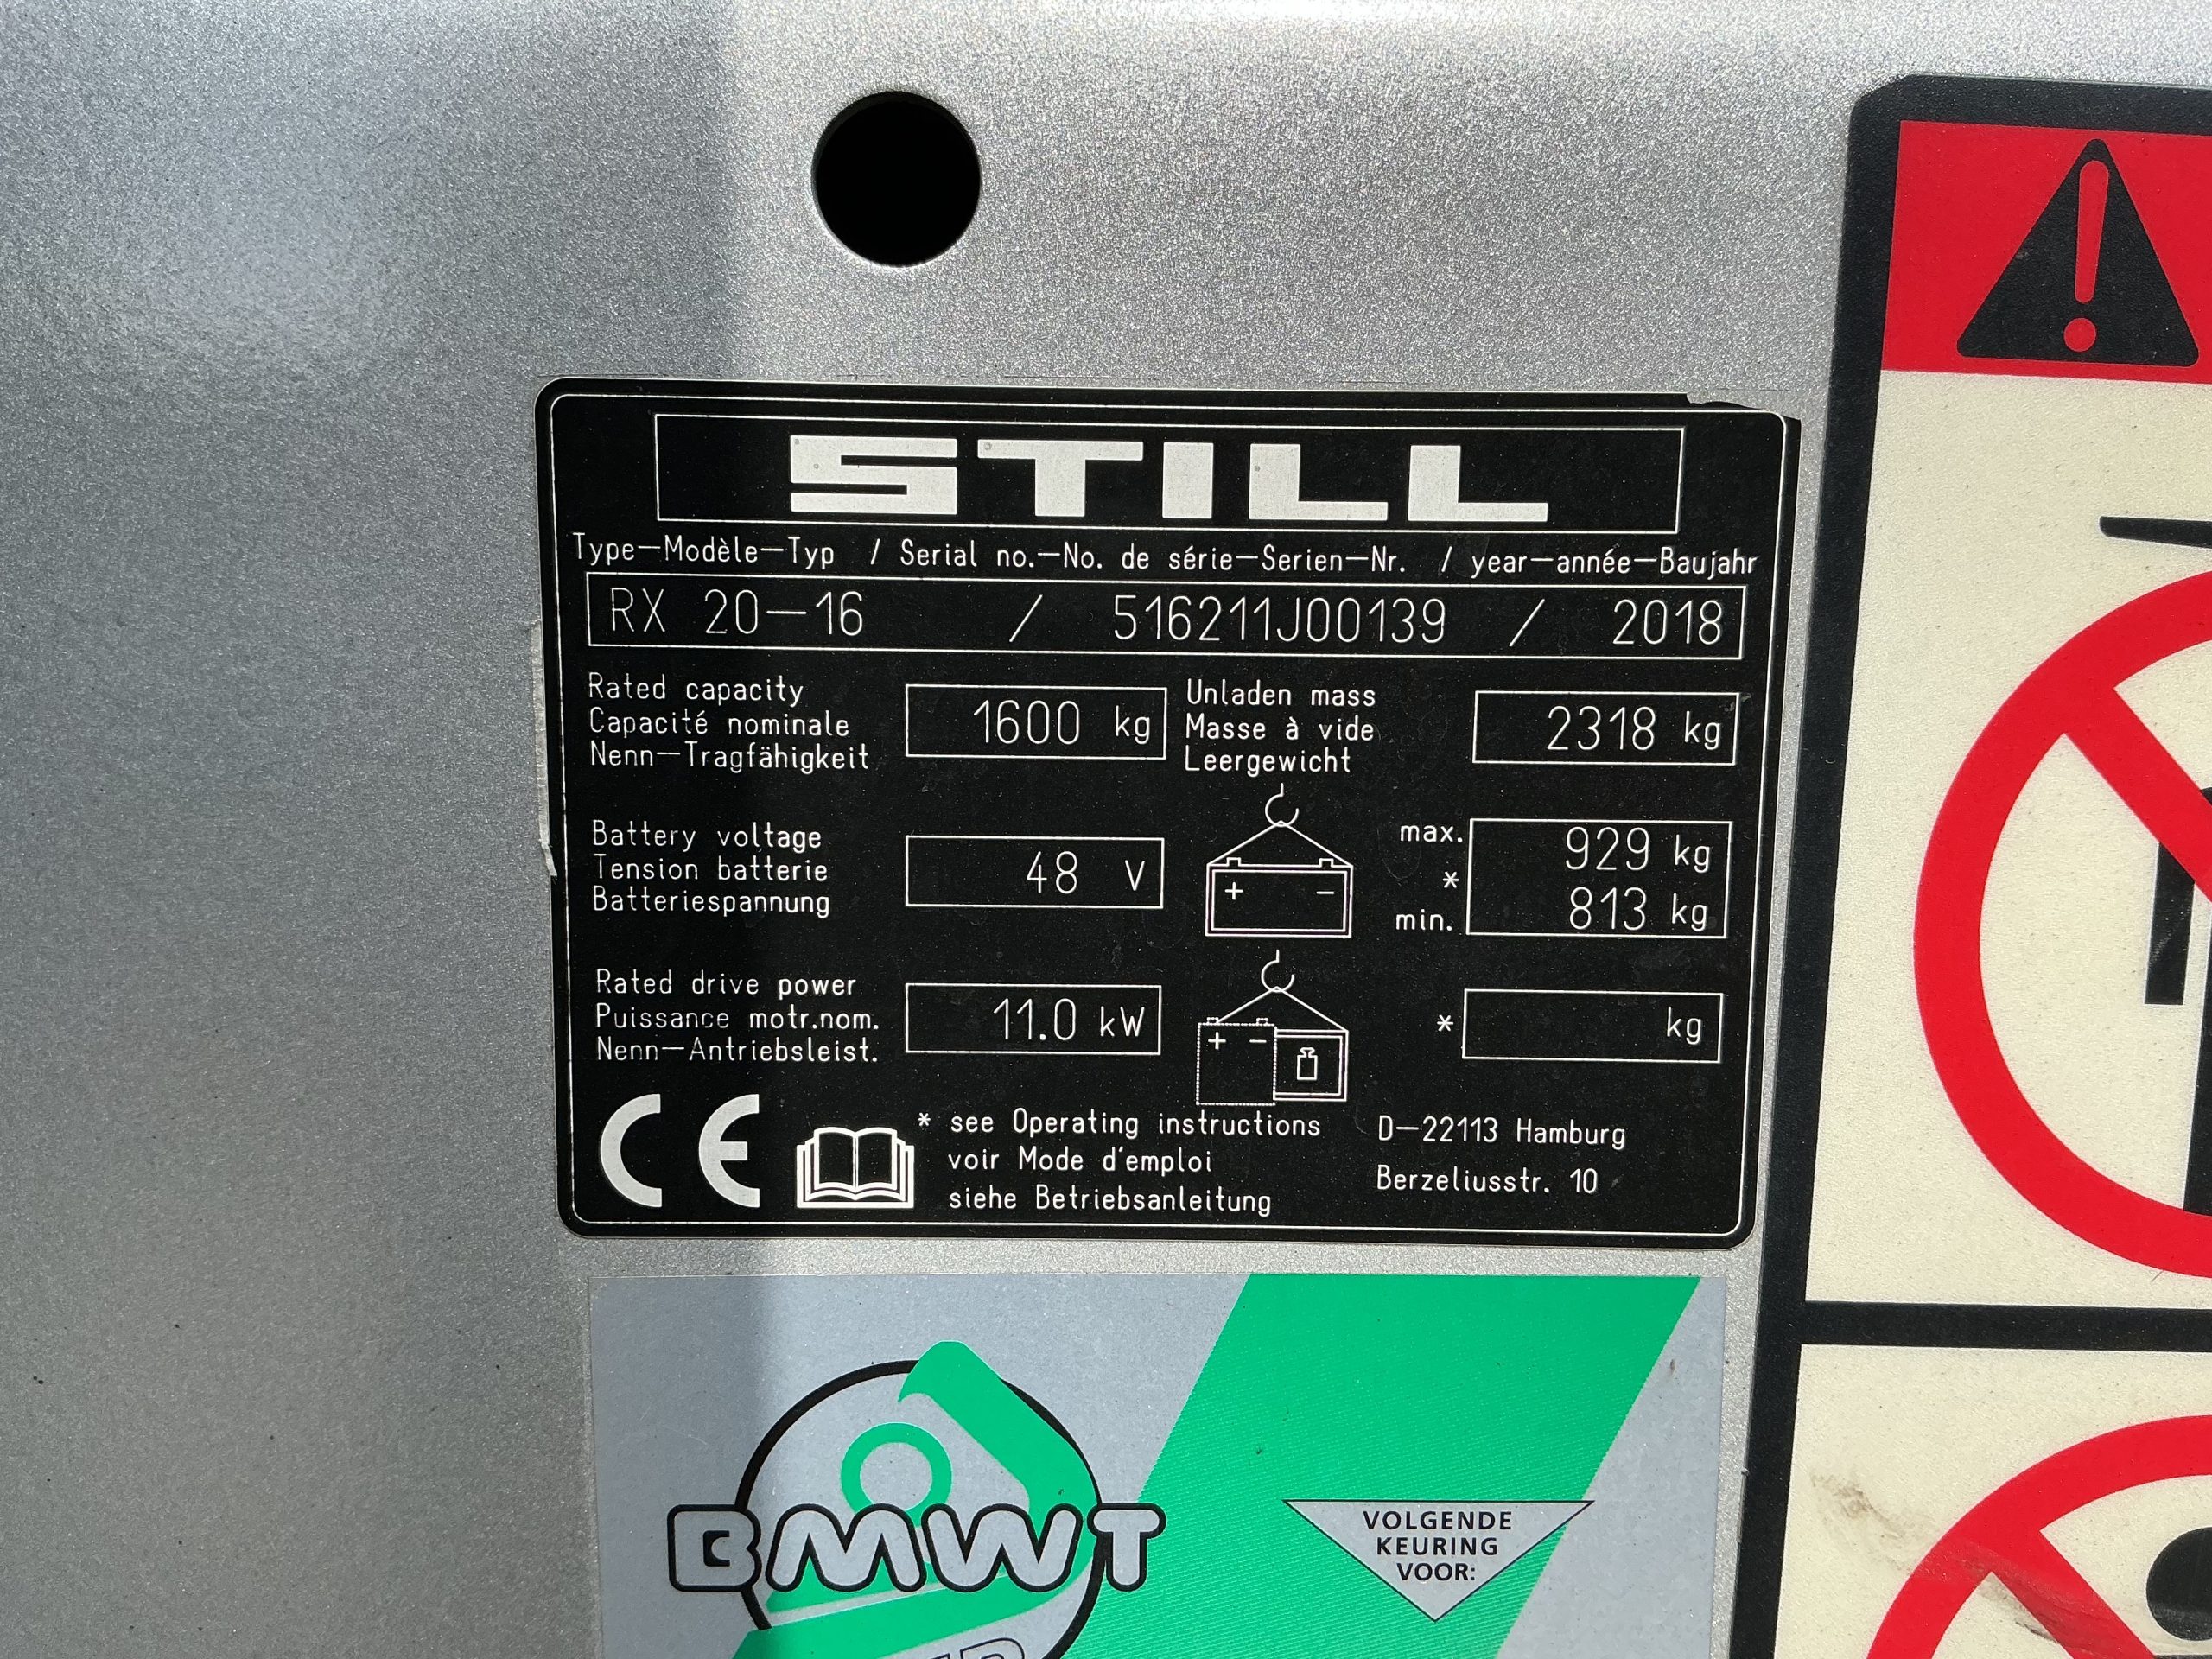 STILL
Type—Modèle—Typ / Serial no.—No. de série—Serien—Nr. / year—année—Baujahr
RX 20—16 / 516211J00139 / 2018
Rated capacity
Capacité nominale
Nenn—Tragfähigkeit
1600 kg
Unladen mass
Masse à vide
Leergewicht
2318 kg
Battery voltage
Tension batterie
Batteriespannung
48 V
+ −
max.
*
min.
929 kg
813 kg
Rated drive power
Puissance motr.nom.
Nenn—Antriebsleist.
11.0 kW
+ −
* kg
CE
* see Operating instructions
voir Mode d'emploi
siehe Betriebsanleitung
D—22113 Hamburg
Berzeliusstr. 10
BMWT
VOLGENDE
KEURING
VOOR: